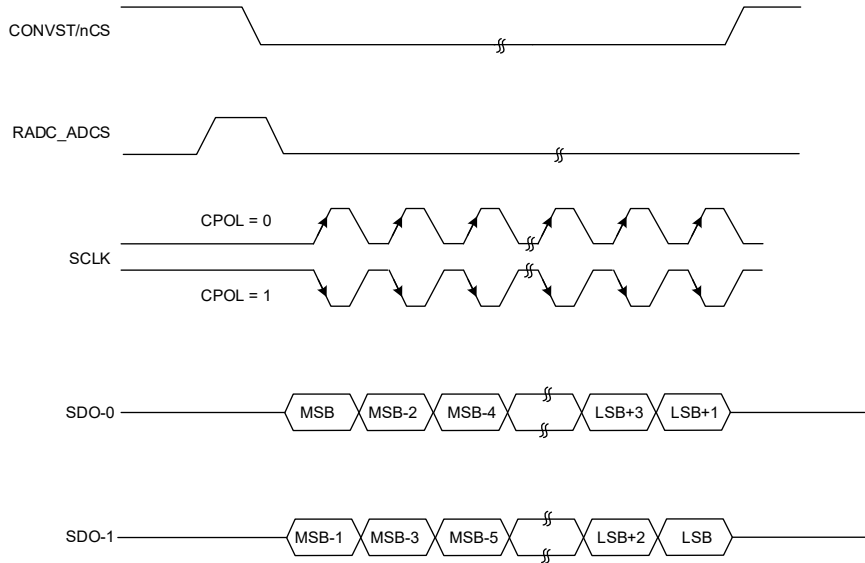 CONVST/nCS
RADC_ADCS
CPOL = 0
SCLK
CPOL = 1
SDO-0 MSB MSB-2 MSB-4 LSB+3 LSB+1
SDO-1 MSB-1 MSB-3 MSB-5 LSB+2 LSB